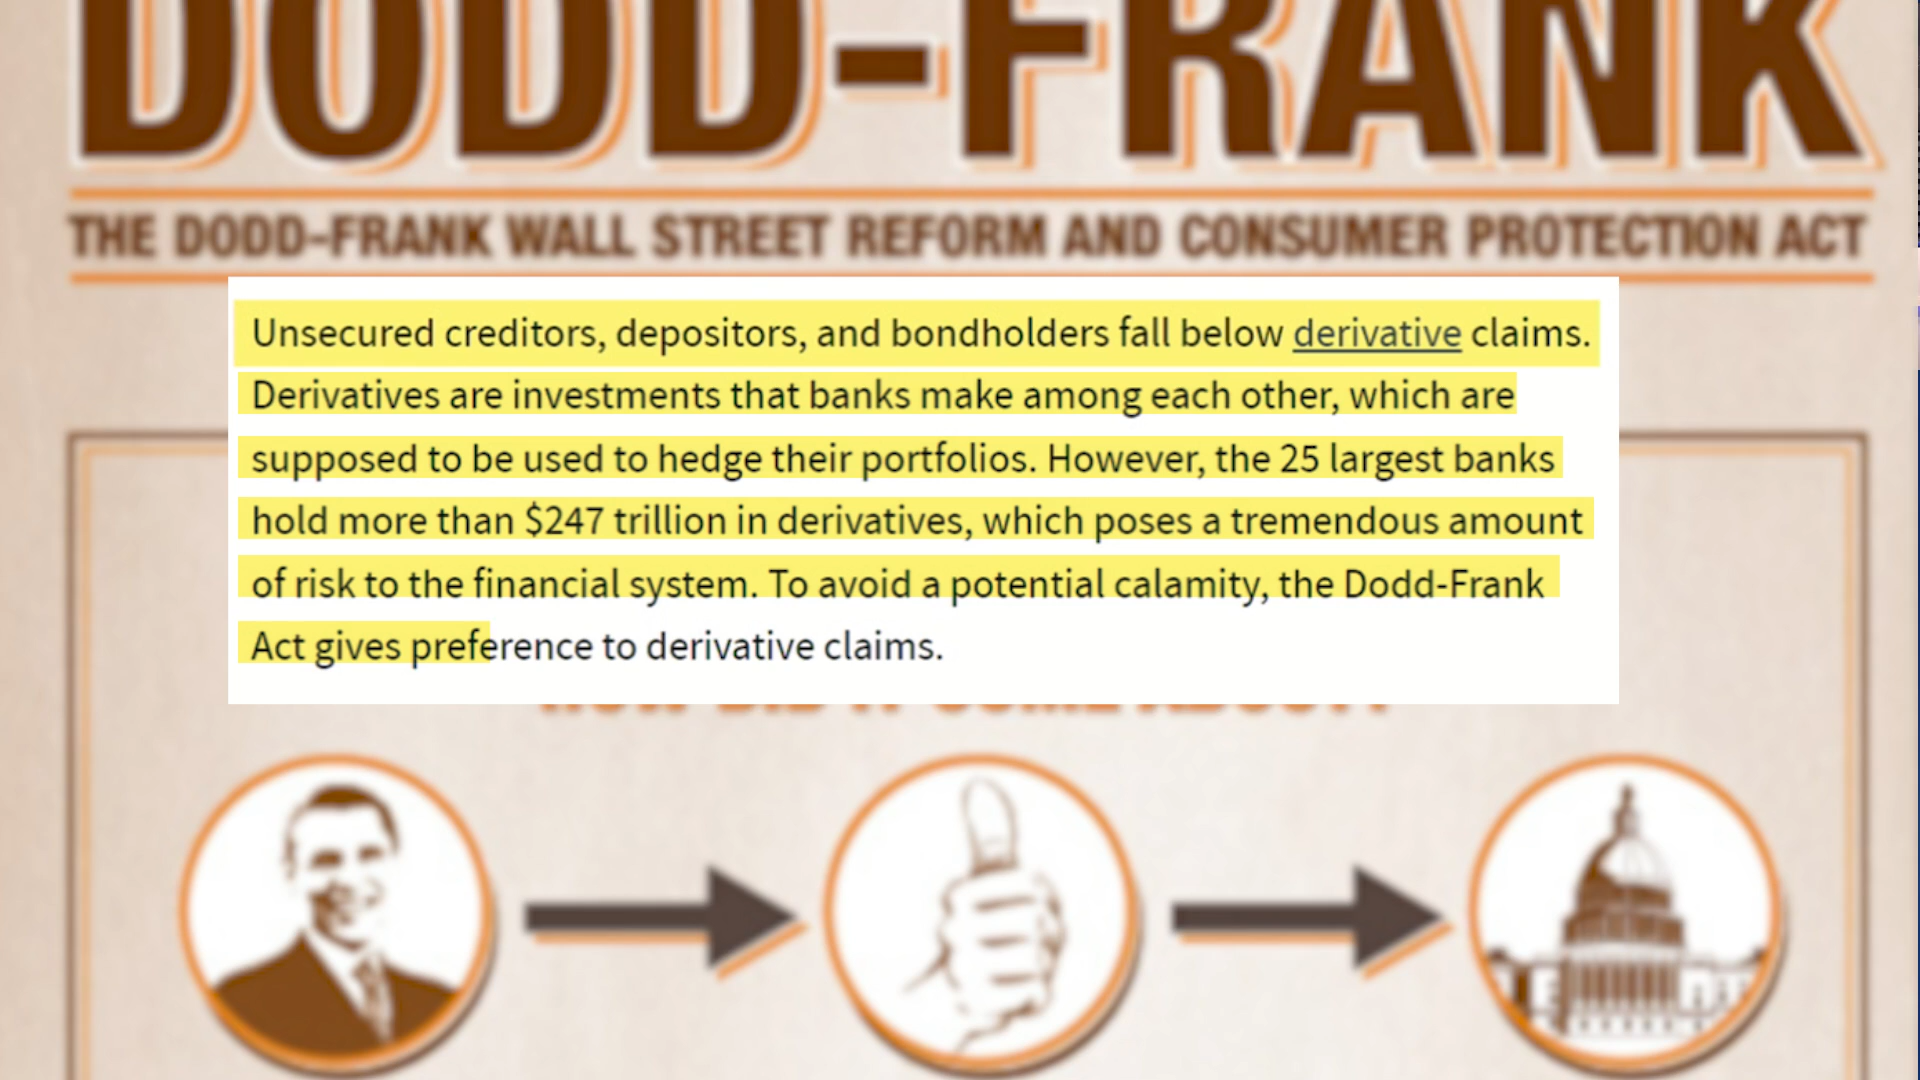 DODD-FRANK
THE DODD-FRANK WALL STREET REFORM AND CONSUMER PROTECTION ACT
Unsecured creditors, depositors, and bondholders fall below derivative claims.
Derivatives are investments that banks make among each other, which are
supposed to be used to hedge their portfolios. However, the 25 largest banks
hold more than $247 trillion in derivatives, which poses a tremendous amount
of risk to the financial system. To avoid a potential calamity, the Dodd-Frank
Act gives preference to derivative claims.